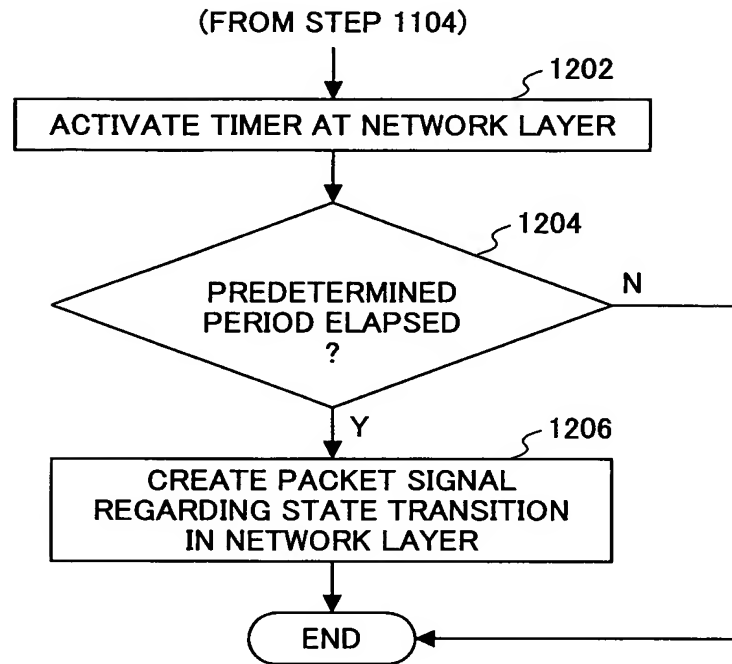 (FROM STEP 1104)
1202
ACTIVATE TIMER AT NETWORK LAYER
1204
PREDETERMINED
PERIOD ELAPSED
?
N
Y
1206
CREATE PACKET SIGNAL
REGARDING STATE TRANSITION
IN NETWORK LAYER
END